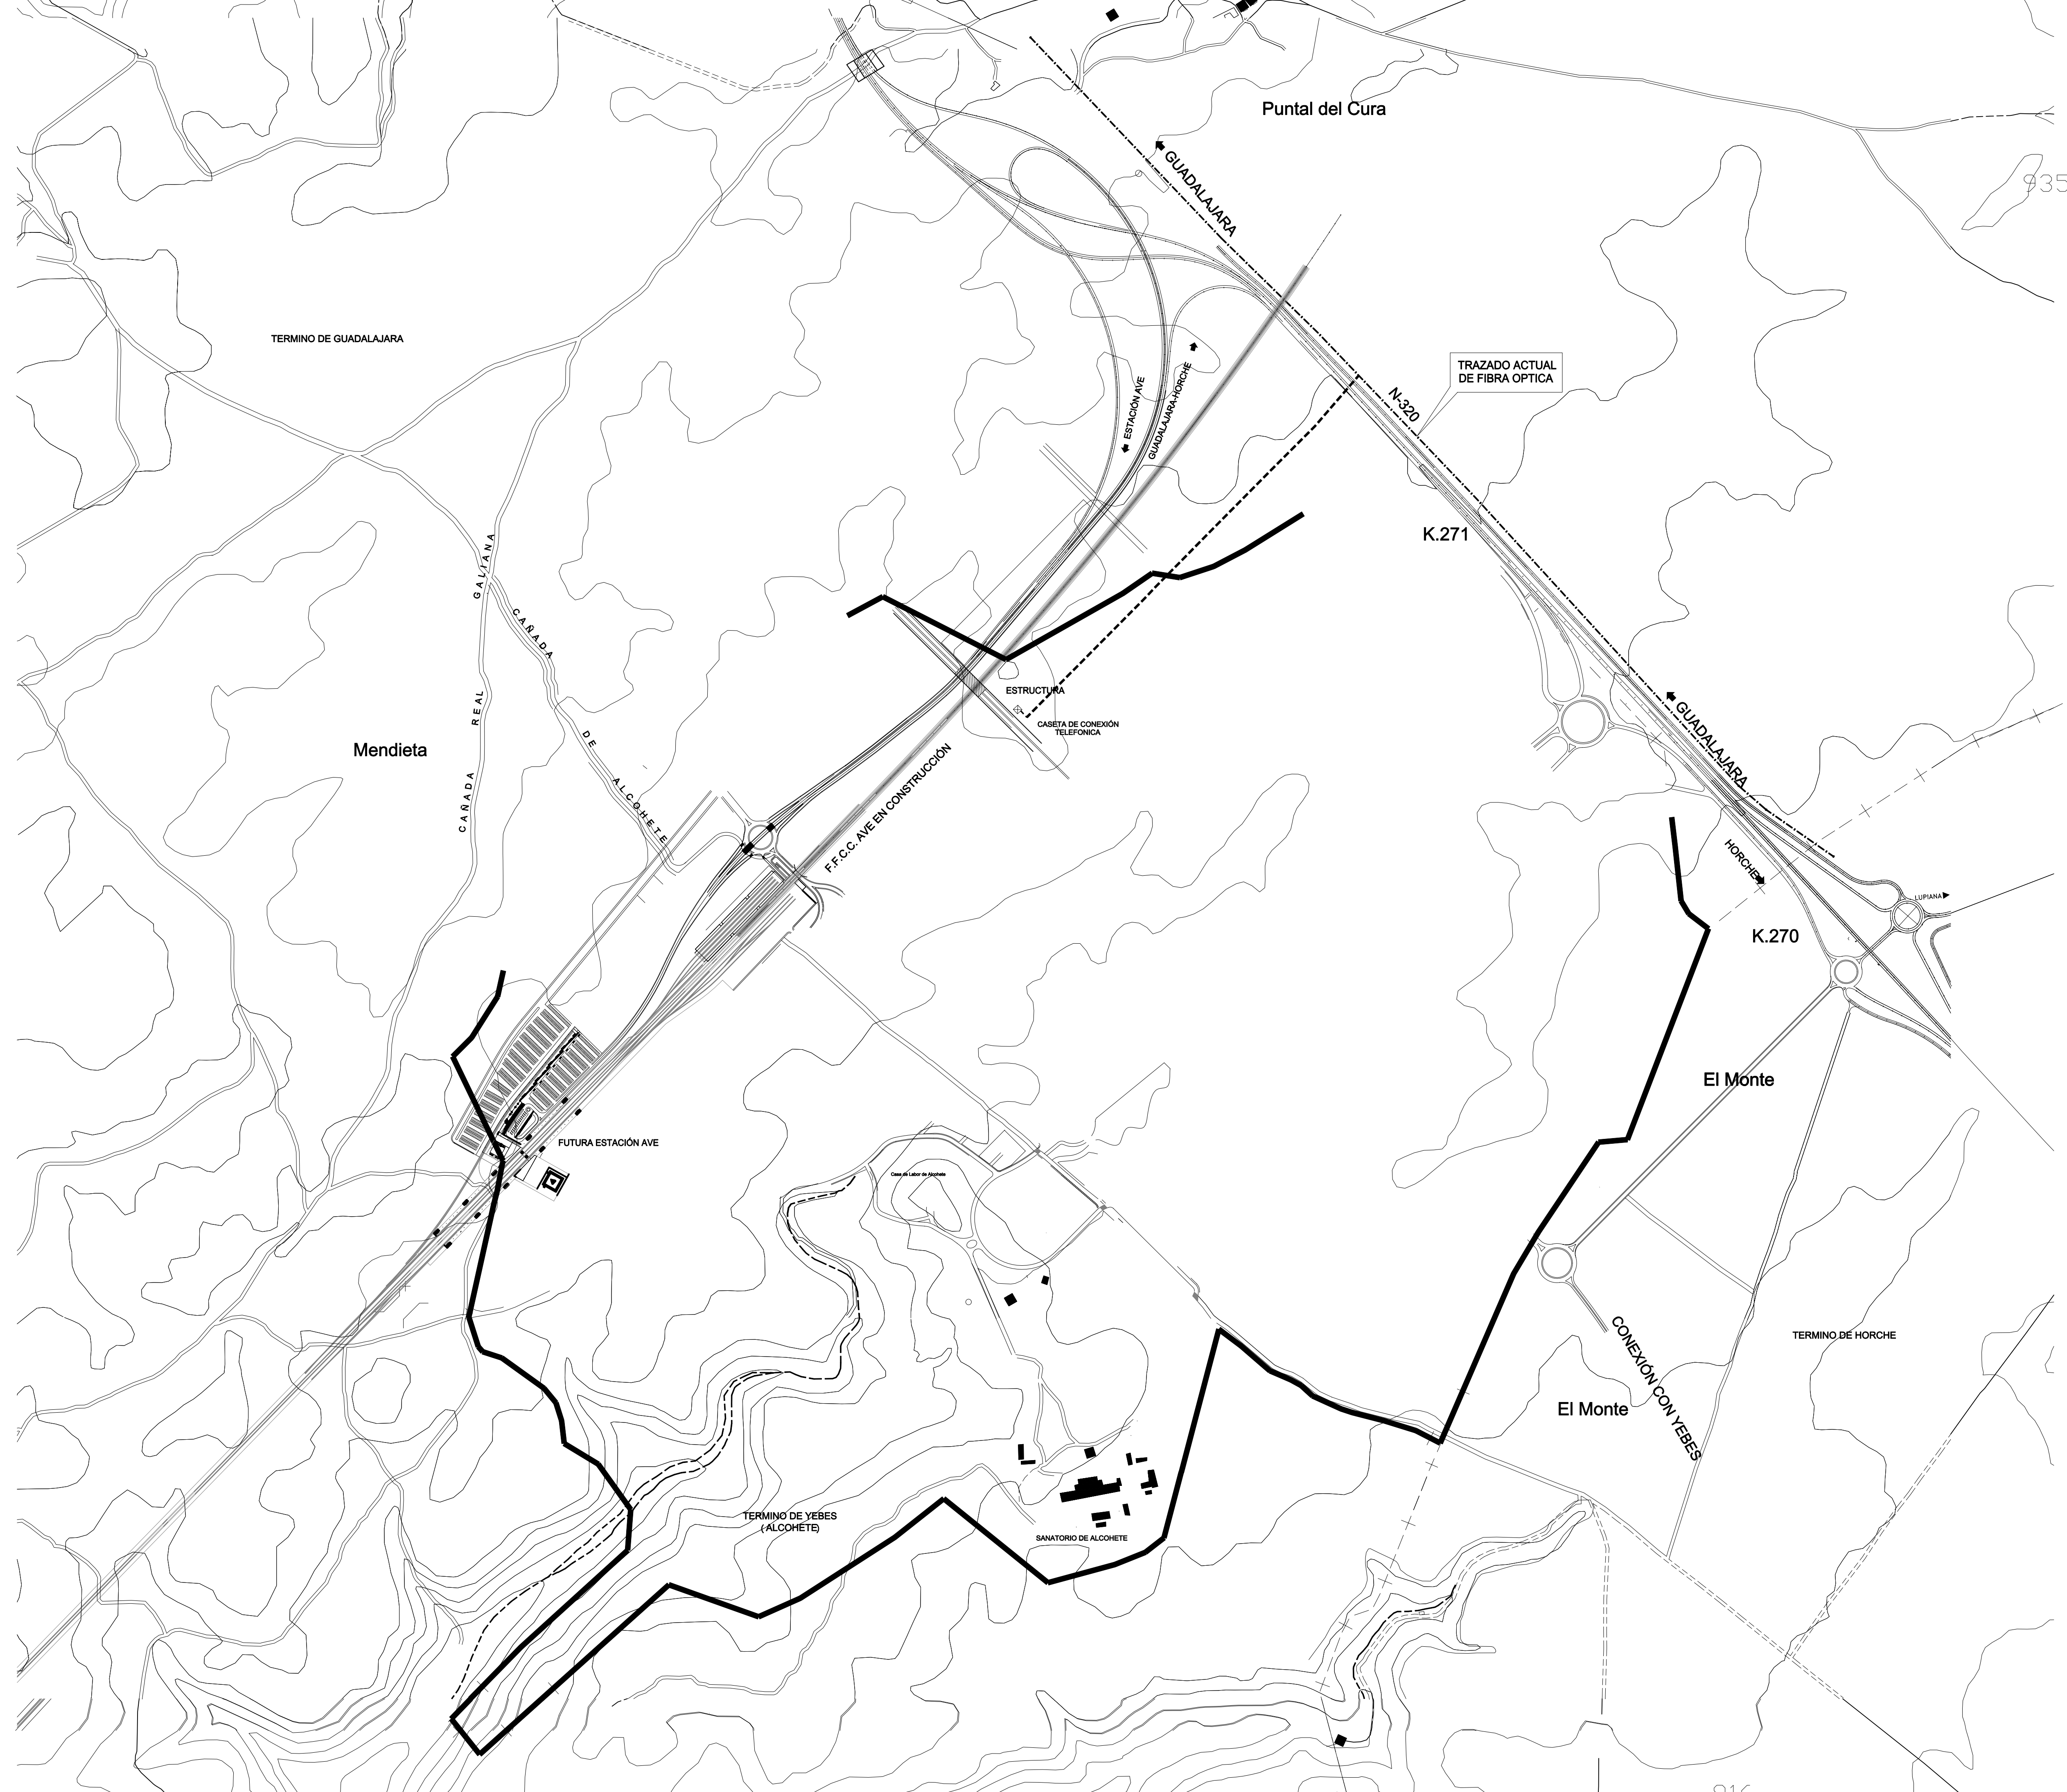 Puntal del Cura
GUADALAJARA
935
TERMINO DE GUADALAJARA
TRAZADO ACTUAL
DE FIBRA OPTICA
N-320
ESTACIÓN AVE
GUADALAJARA-HORCHE
K.271
GALIANA
CAÑADA
REAL
CAÑADA
DE
ALCOHETE
ESTRUCTURA
CASETA DE CONEXIÓN
TELEFONICA
Mendieta
GUADALAJARA
F.F.C.C. AVE EN CONSTRUCCIÓN
HORCHE
LUPIANA
K.270
El Monte
FUTURA ESTACIÓN AVE
Casa de Labor de Alcohete
TERMINO DE HORCHE
CONEXIÓN CON YEBES
El Monte
TERMINO DE YEBES
( ALCOHETE)
SANATORIO DE ALCOHETE